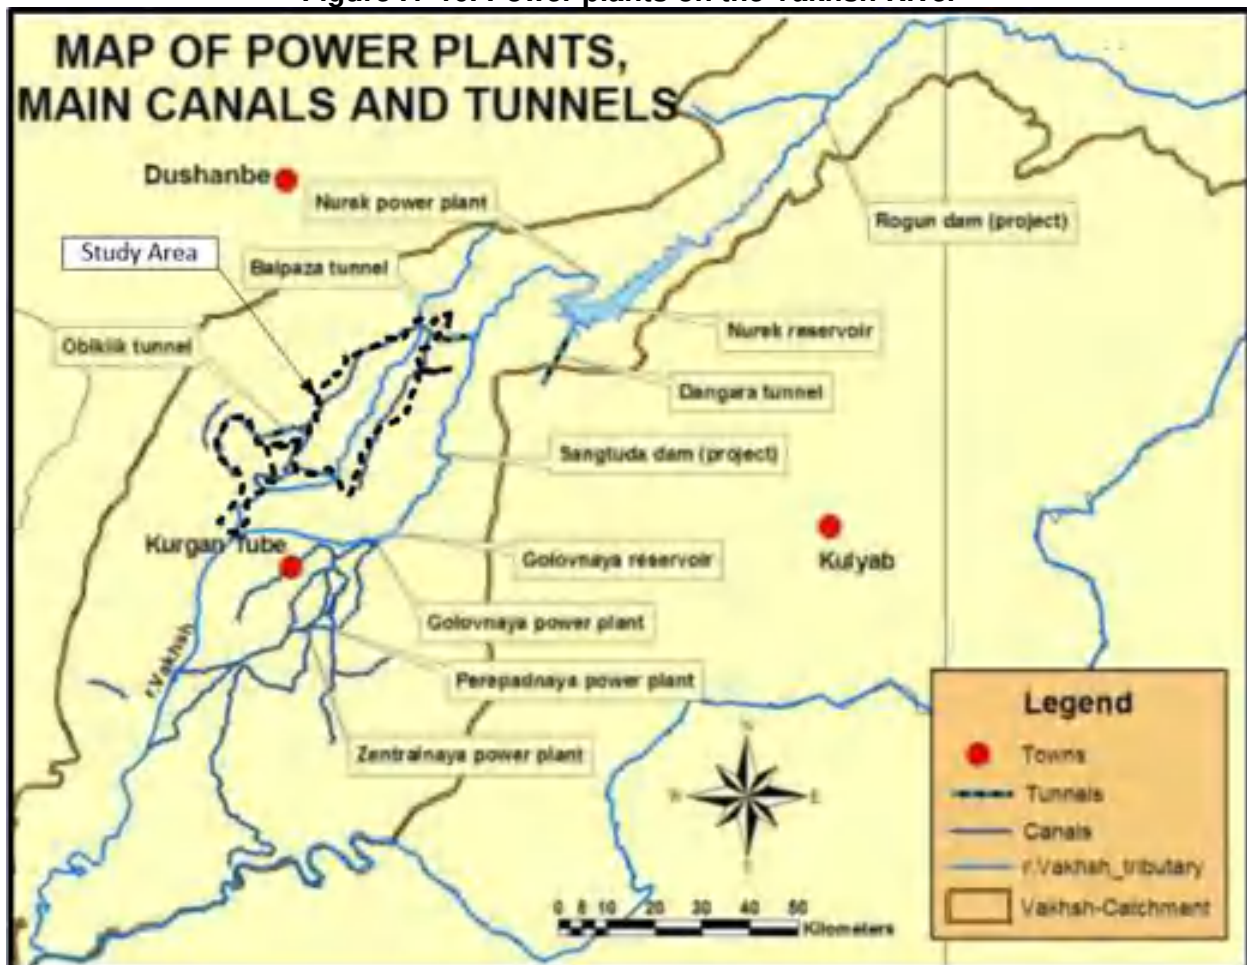 MAP OF POWER PLANTS,
MAIN CANALS AND TUNNELS
Dushanbe
Nurek power plant
Rogun dam (project)
Study Area
Baipaza tunnel
Obikiik tunnel
Nurek reservoir
Dangara tunnel
Sangtuda dam (project)
Kurgan Tube
Golovnaya reservoir
Kulyab
Golovnaya power plant
r.Vakhsh
Perepadnaya power plant
Zentralnaya power plant
N
W
E
Legend
Towns
Tunnels
Canals
r.Vakhsh_tributary
Vakhsh-Catchment
0 5 10 20 30 40 50
Kilometers